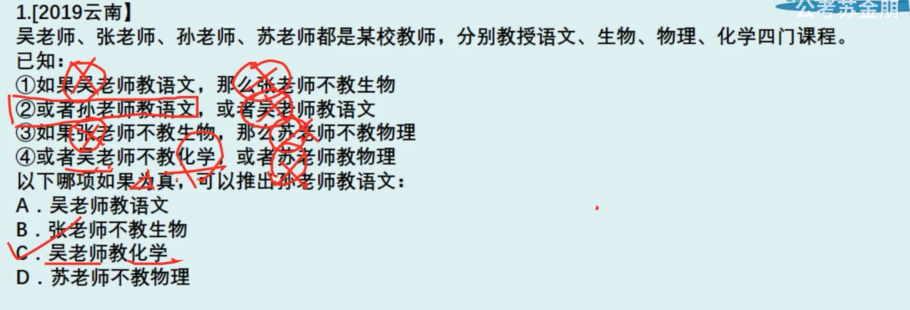 公考苏金朋
1.[2019云南】
吴老师、张老师、孙老师、苏老师都是某校教师，分别教授语文、生物、物理、化学四门课程。
已知：
①如果吴老师教语文，那么张老师不教生物
②或者孙老师教语文，或者吴老师教语文
③如果张老师不教生物，那么苏老师不教物理
④或者吴老师不教化学，或者苏老师教物理
以下哪项如果为真，可以推出孙老师教语文：
A．吴老师教语文
B．张老师不教生物
C．吴老师教化学
D．苏老师不教物理